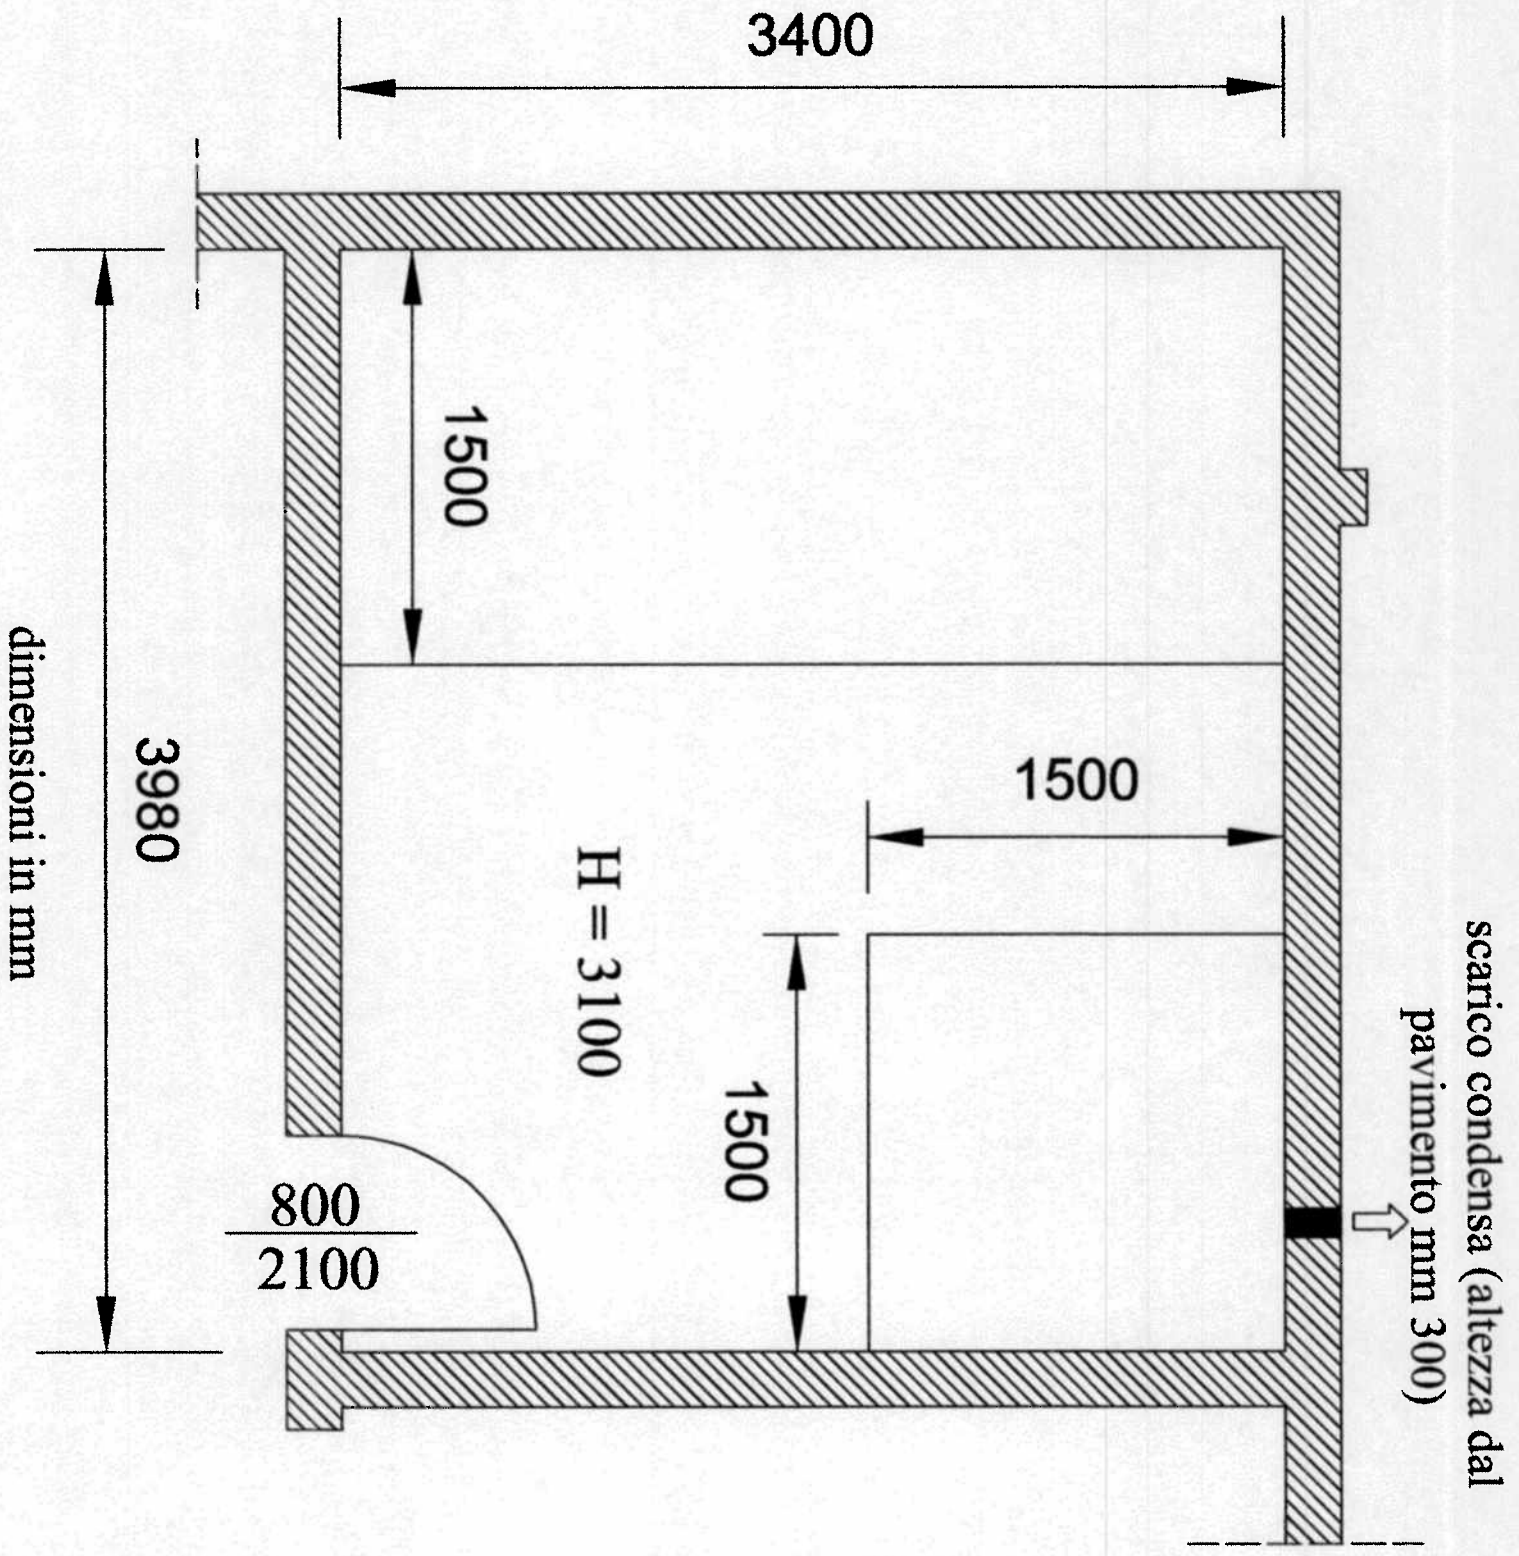 3400
1500
1500
H = 3100
1500
800
2100
3980
dimensioni in mm
scarico condensa (altezza dal
pavimento mm 300)